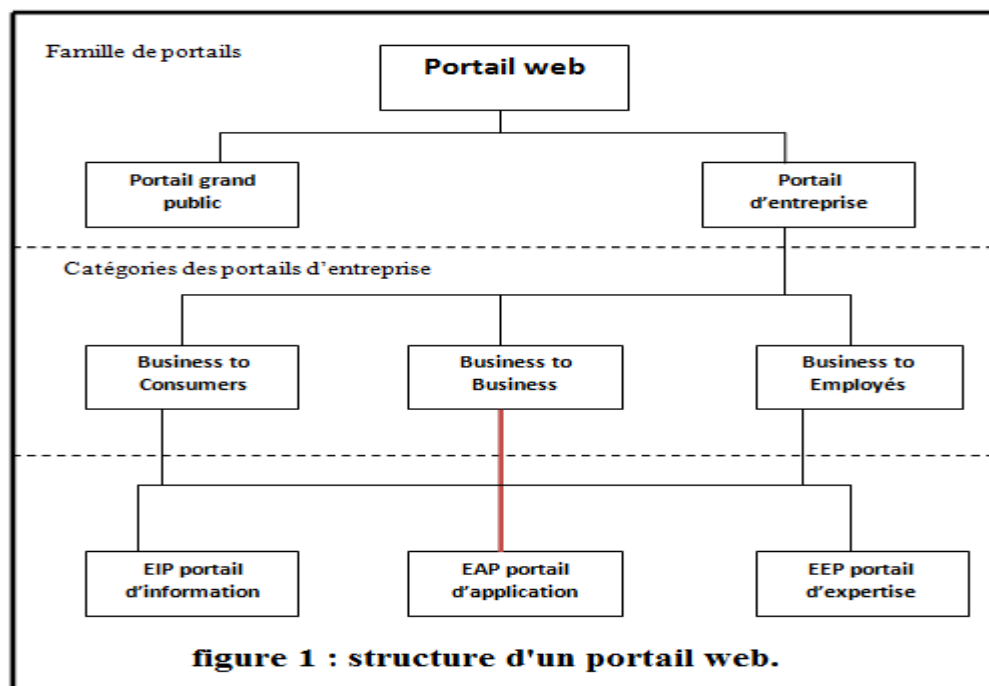 Famille de portails
Portail web
Portail grand
public
Portail
d'entreprise
Catégories des portails d'entreprise
Business to
Consumers
Business to
Business
Business to
Employés
EIP portail
d'information
EAP portail
d'application
EEP portail
d'expertise
figure 1 : structure d'un portail web.